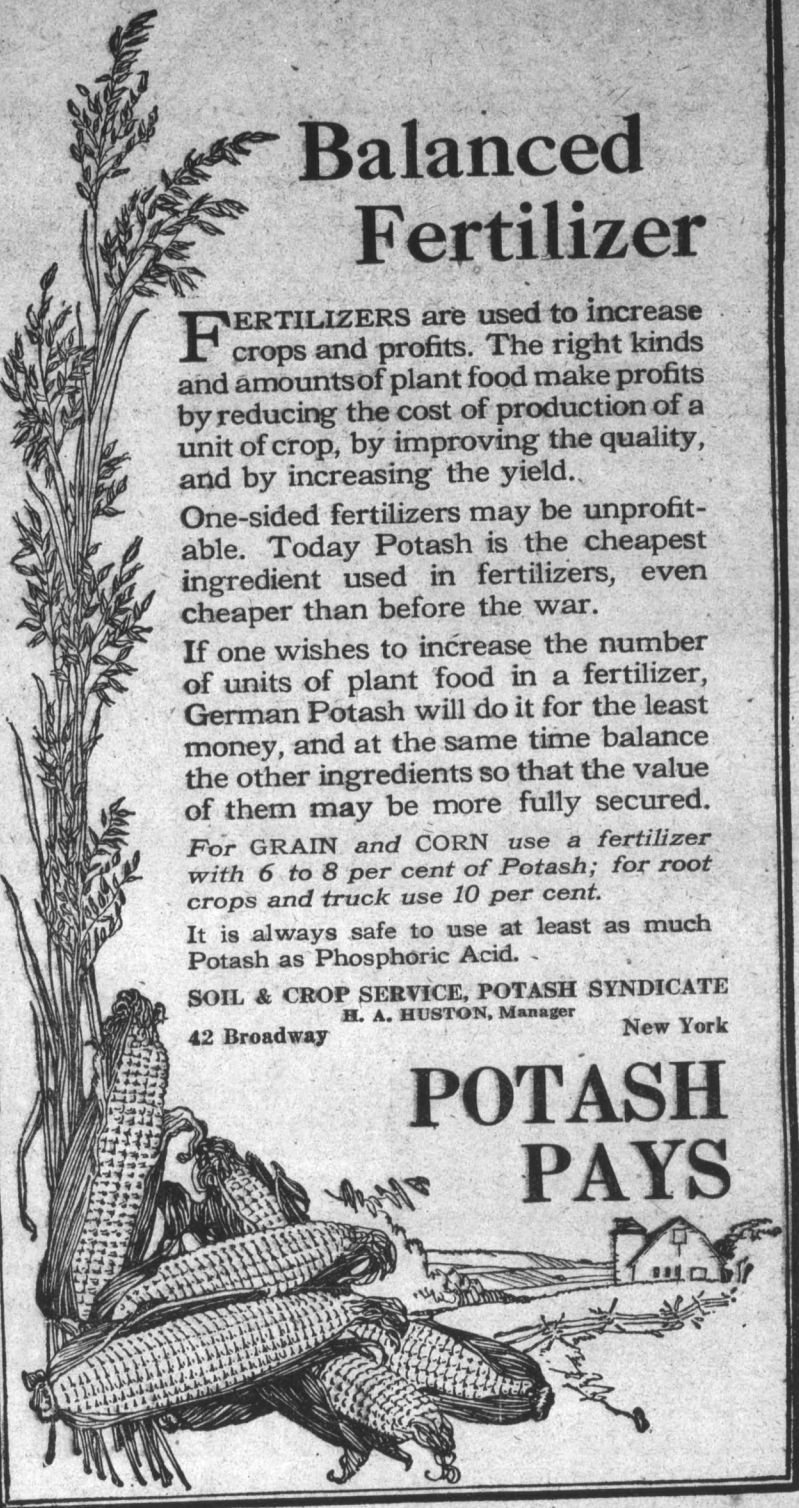 Balanced
Fertilizer
FERTILIZERS are used to increase
crops and profits. The right kinds
and amounts of plant food make profits
by reducing the cost of production of a
unit of crop, by improving the quality,
and by increasing the yield.
One-sided fertilizers may be unprofit-
able. Today Potash is the cheapest
ingredient used in fertilizers, even
cheaper than before the war.
If one wishes to increase the number
of units of plant food in a fertilizer,
German Potash will do it for the least
money, and at the same time balance
the other ingredients so that the value
of them may be more fully secured.
For GRAIN and CORN use a fertilizer
with 6 to 8 per cent of Potash; for root
crops and truck use 10 per cent.
It is always safe to use at least as much
Potash as Phosphoric Acid.
SOIL & CROP SERVICE, POTASH SYNDICATE
H. A. HUSTON, Manager
42 Broadway New York
POTASH
PAYS